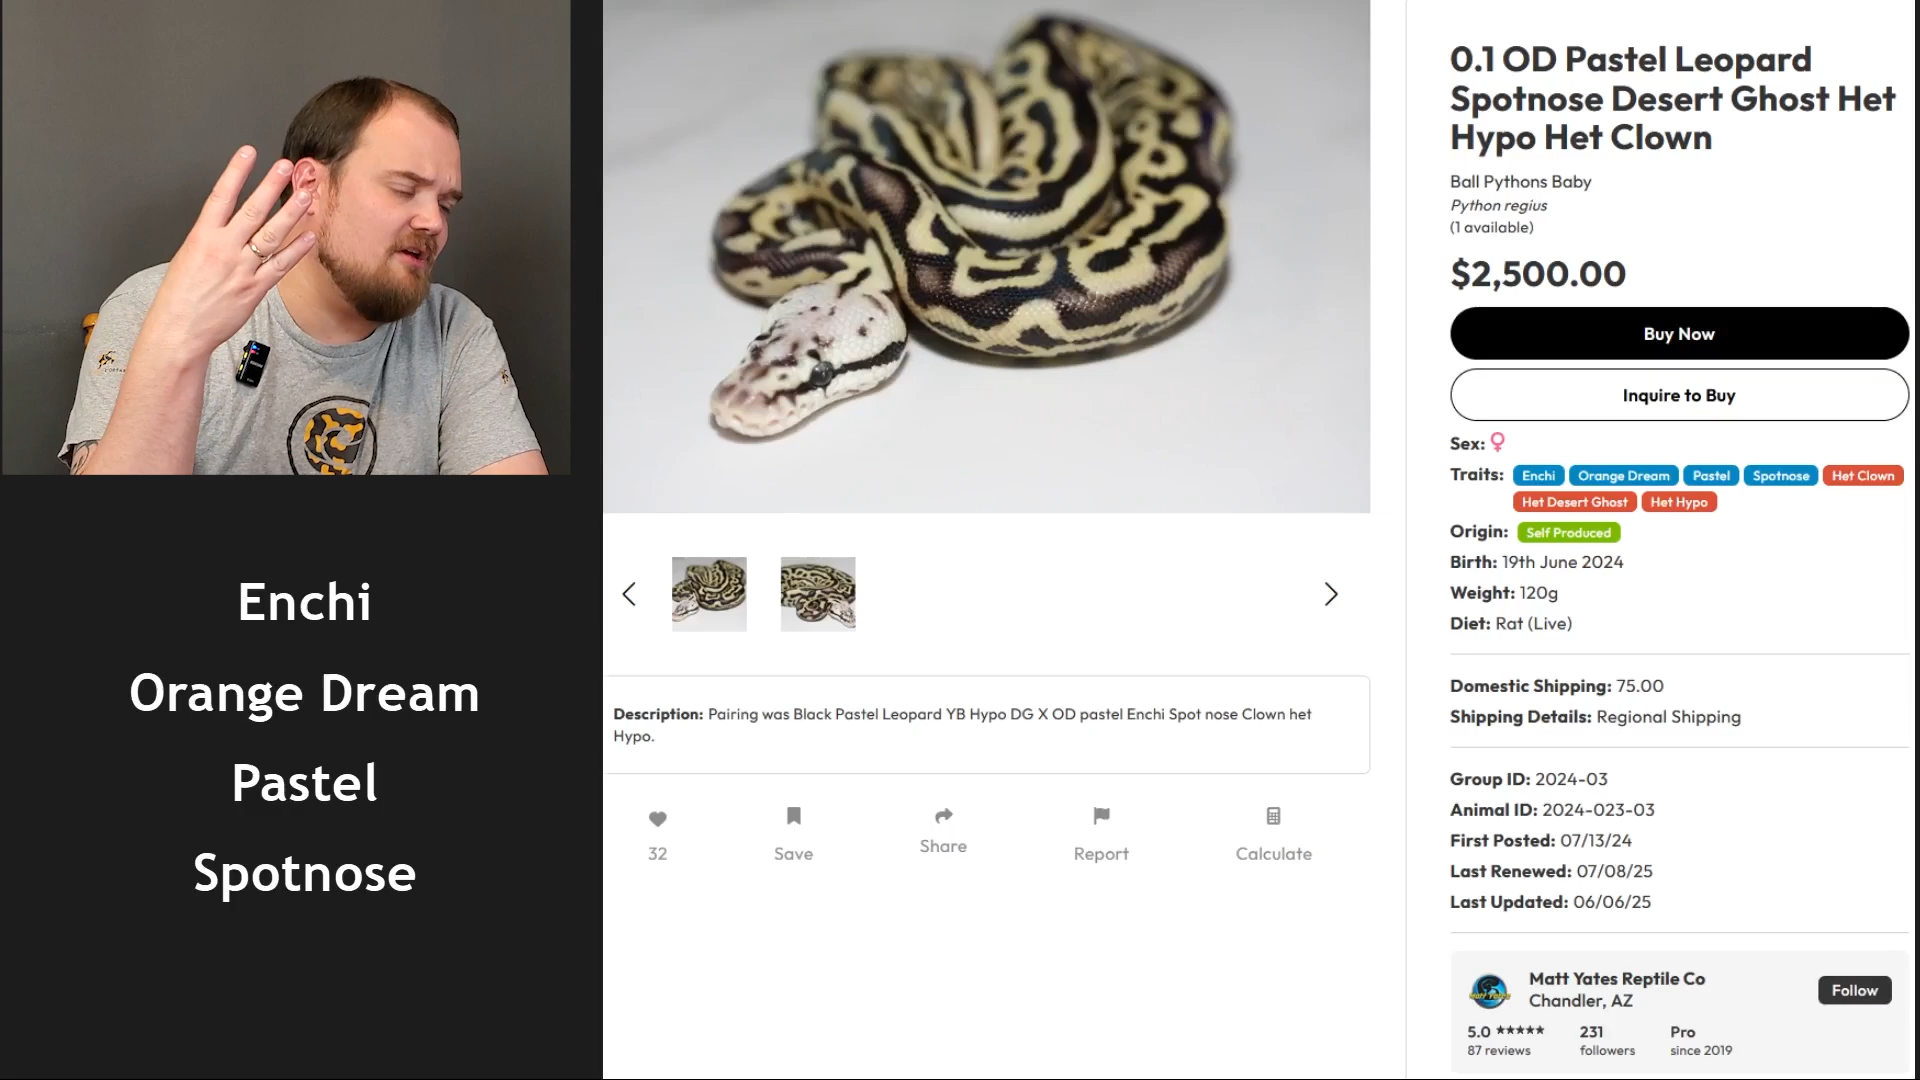 Enchi
Orange Dream
Pastel
Spotnose
0.1 OD Pastel Leopard
Spotnose Desert Ghost Het
Hypo Het Clown
Ball Pythons Baby
Python regius
(1 available)
$2,500.00
Buy Now
Inquire to Buy
Sex: ♀
Traits: Enchi Orange Dream Pastel Spotnose Het Clown
Het Desert Ghost Het Hypo
Origin: Self Produced
Birth: 19th June 2024
Weight: 120g
Diet: Rat (Live)
Domestic Shipping: 75.00
Shipping Details: Regional Shipping
Group ID: 2024-03
Animal ID: 2024-023-03
First Posted: 07/13/24
Last Renewed: 07/08/25
Last Updated: 06/06/25
Matt Yates Reptile Co
Chandler, AZ
Follow
5.0 ★★★★★ 231 Pro
87 reviews followers since 2019
Description: Pairing was Black Pastel Leopard YB Hypo DG X OD pastel Enchi Spot nose Clown het
Hypo.
32 Save Share Report Calculate